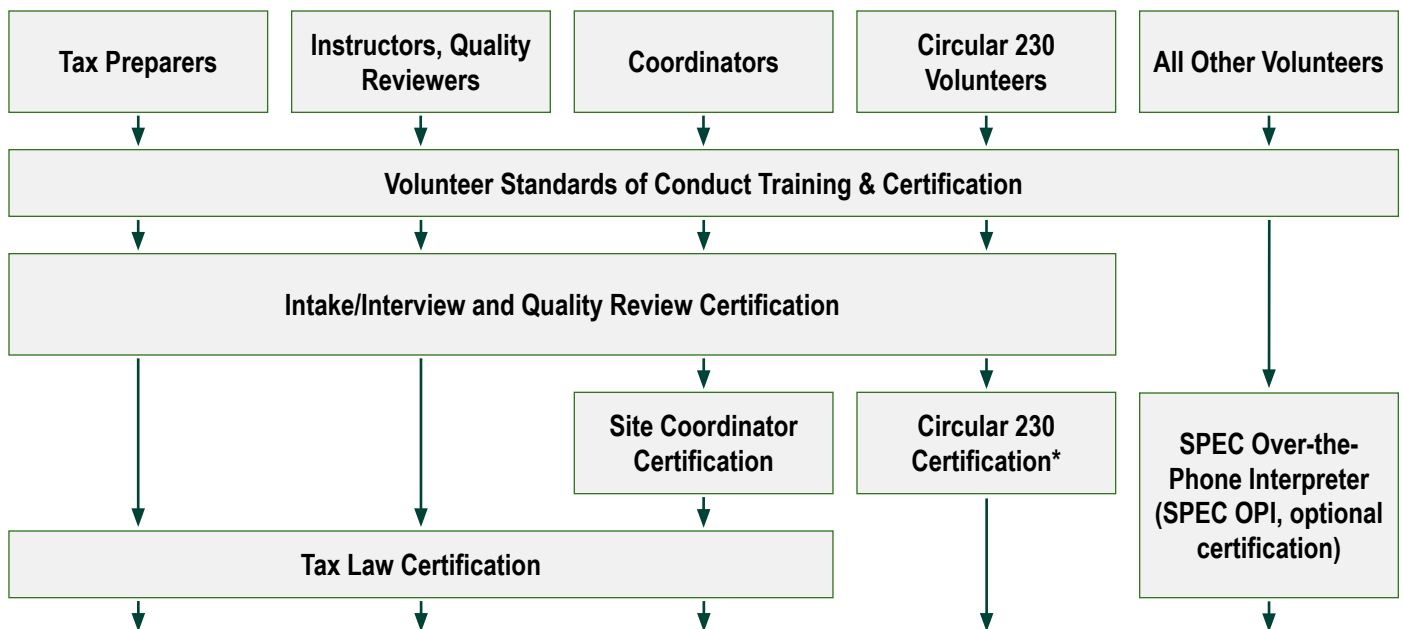 Tax Preparers
Instructors, Quality
Reviewers
Coordinators
Circular 230
Volunteers
All Other Volunteers
Volunteer Standards of Conduct Training & Certification
Intake/Interview and Quality Review Certification
Site Coordinator
Certification
Circular 230
Certification*
SPEC Over-the-
Phone Interpreter
(SPEC OPI, optional
certification)
Tax Law Certification